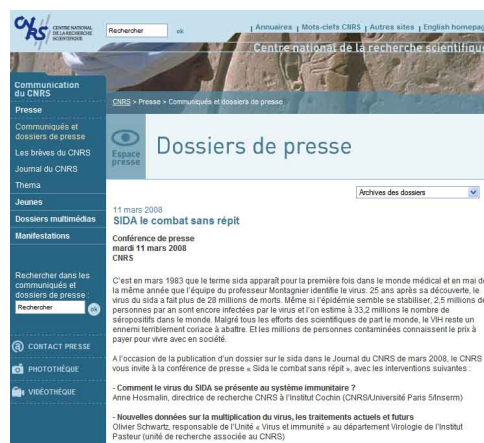 CNRS
CENTRE NATIONAL
DE LA RECHERCHE
SCIENTIFIQUE
Rechercher ok
Annuaires | Mots-clefs CNRS | Autres sites | English homepag
Centre national de la recherche scientifique
Communication
du CNRS
Presse
Communiqués et
dossiers de presse
Les brèves du CNRS
Journal du CNRS
Thema
Jeunes
Dossiers multimédias
Manifestations
Rechercher dans les
communiqués et
dossiers de presse :
Rechercher ok
CONTACT PRESSE
PHOTOTHÈQUE
VIDÉOTHÈQUE
CNRS > Presse > Communiqués et dossiers de presse
Espace
presse
Dossiers de presse
Archives des dossiers
11 mars 2008
SIDA le combat sans répit
Conférence de presse
mardi 11 mars 2008
CNRS
C'est en mars 1983 que le terme sida apparaît pour la première fois dans le monde médical et en mai de
la même année que l'équipe du professeur Montagnier identifie le virus. 25 ans après sa découverte, le
virus du sida a fait plus de 28 millions de morts. Même si l'épidémie semble se stabiliser, 2,5 millions de
personnes par an sont encore infectées par le virus et l'on estime à 33,2 millions le nombre de
séropositifs dans le monde. Malgré tous les efforts des scientifiques de part le monde, le VIH reste un
ennemi terriblement coriace à abattre. Et les millions de personnes contaminées connaissent le prix à
payer pour vivre avec en société.
A l'occasion de la publication d'un dossier sur le sida dans le Journal du CNRS de mars 2008, le CNRS
vous invite à la conférence de presse « Sida le combat sans répit », avec les interventions suivantes :
- Comment le virus du SIDA se présente au système immunitaire ?
Anne Hosmalin, directrice de recherche CNRS à l'Institut Cochin (CNRS/Université Paris 5/Inserm)
- Nouvelles données sur la multiplication du virus, les traitements actuels et futurs
Olivier Schwartz, responsable de l'Unité « Virus et immunité » au département Virologie de l'Institut
Pasteur (unité de recherche associée au CNRS)